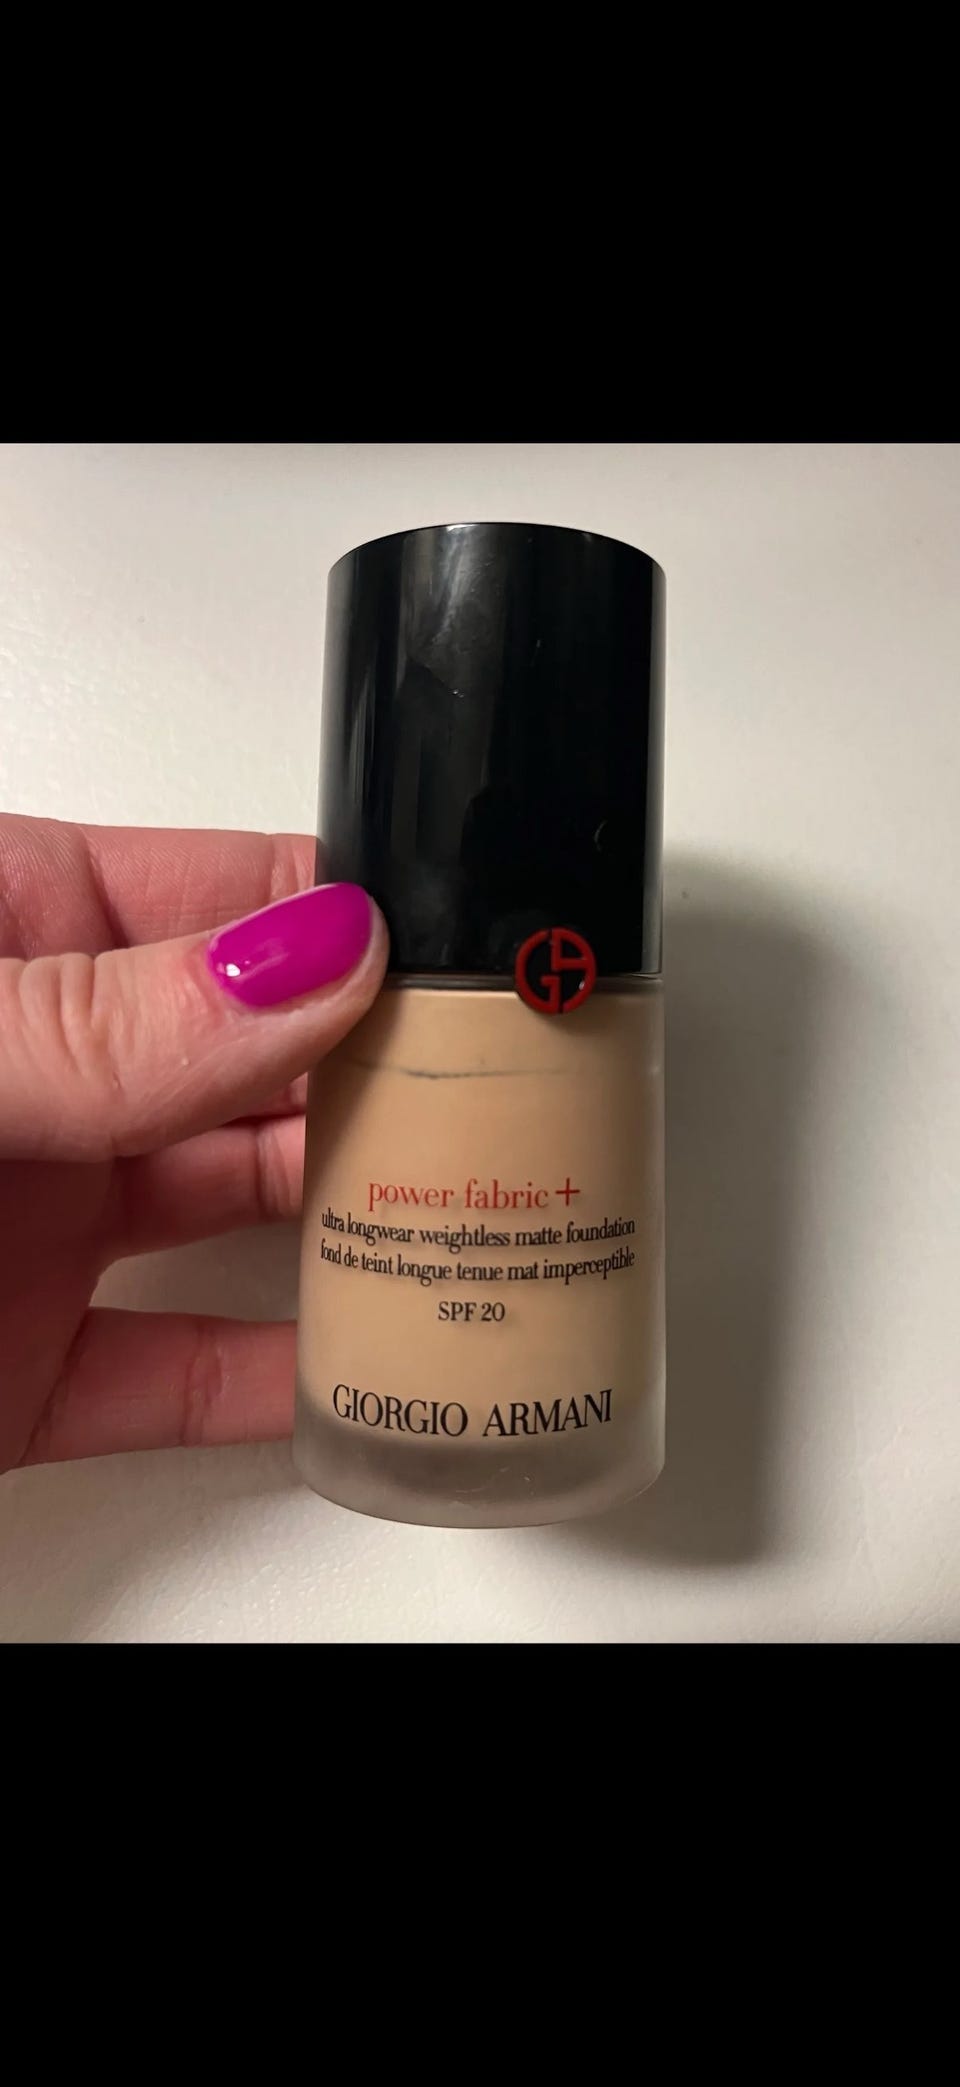 power fabric+
ultra longwear weightless matte foundation
fond de teint longue tenue mat imperceptible
SPF 20
GIORGIO ARMANI